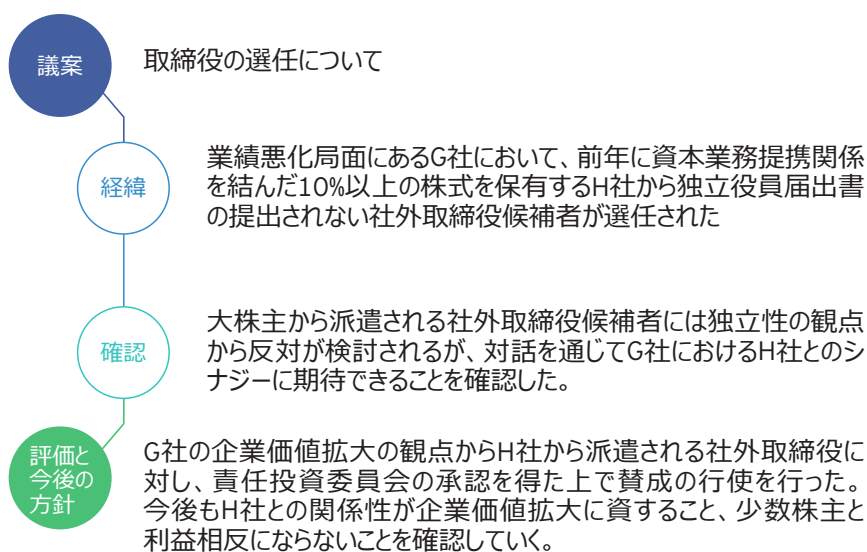 議案
取締役の選任について
経緯
業績悪化局面にあるG社において、前年に資本業務提携関係
を結んだ10%以上の株式を保有するH社から独立役員届出書
の提出されない社外取締役候補者が選任された
確認
大株主から派遣される社外取締役候補者には独立性の観点
から反対が検討されるが、対話を通じてG社におけるH社とのシ
ナジーに期待できることを確認した。
評価と
今後の
方針
G社の企業価値拡大の観点からH社から派遣される社外取締役に
対し、責任投資委員会の承認を得た上で賛成の行使を行った。
今後もH社との関係性が企業価値拡大に資すること、少数株主と
利益相反にならないことを確認していく。